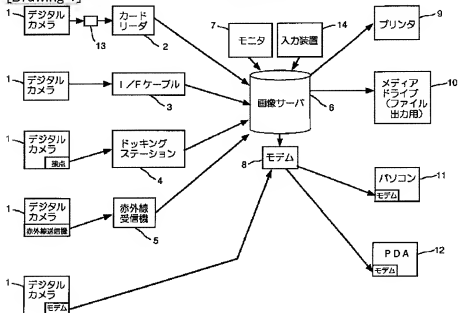 [Drawing 1]
1 デジタル
カメラ
13
カード
リーダ
2
1 デジタル
カメラ
I/Fケーブル
3
1 デジタル
カメラ
接点
ドッキング
ステーション
4
1 デジタル
カメラ
赤外線送信機
赤外線
受信機
5
1 デジタル
カメラ
モデム
7 モニタ
入力装置 14
画像サーバ 6
8 モデム
プリンタ 9
メディア
ドライブ
(ファイル
出力用) 10
パソコン 11
モデム
PDA 12
モデム